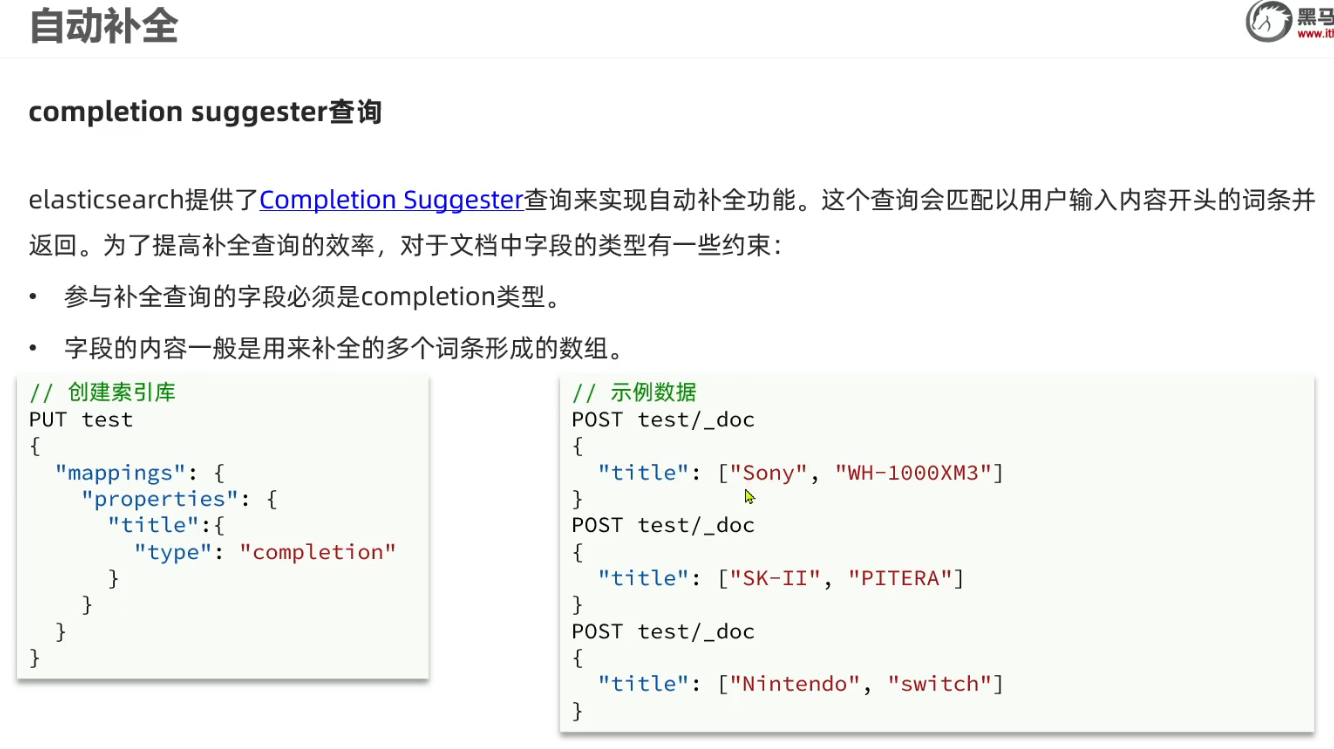 自动补全
黑马
www.ith
completion suggester查询
elasticsearch提供了Completion Suggester查询来实现自动补全功能。这个查询会匹配以用户输入内容开头的词条并
返回。为了提高补全查询的效率，对于文档中字段的类型有一些约束：
• 参与补全查询的字段必须是completion类型。
• 字段的内容一般是用来补全的多个词条形成的数组。
// 创建索引库
PUT test
{
  "mappings": {
    "properties": {
      "title":{
        "type": "completion"
      }
    }
  }
}
// 示例数据
POST test/_doc
{
  "title": ["Sony", "WH-1000XM3"]
}
POST test/_doc
{
  "title": ["SK-II", "PITERA"]
}
POST test/_doc
{
  "title": ["Nintendo", "switch"]
}